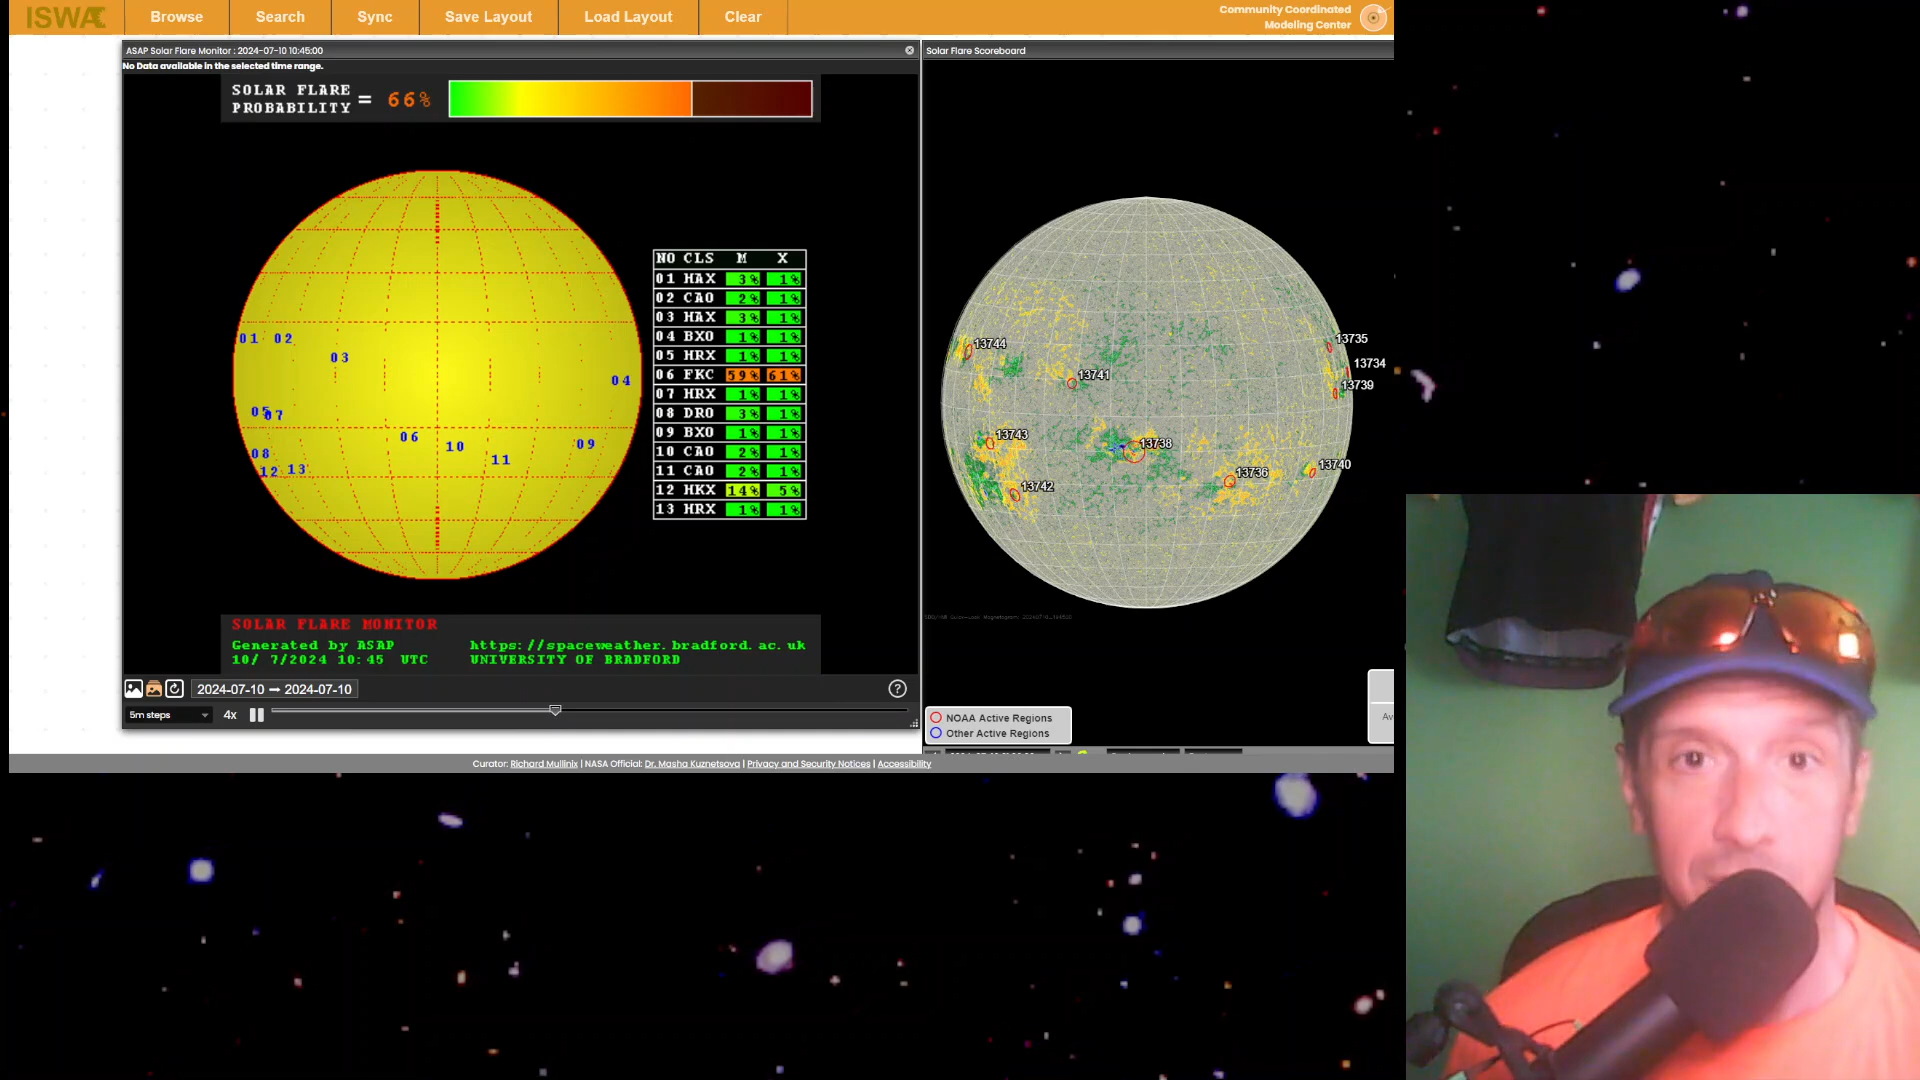 ISWA
Browse
Search
Sync
Save Layout
Load Layout
Clear
Community Coordinated
Modeling Center
ASAP Solar Flare Monitor : 2024-07-10 10:45:00
No Data available in the selected time range.
SOLAR FLARE
PROBABILITY = 66%
01 02
03
04
05 07
06
10
11
09
08
12 13
NO CLS M X
01 HAX 3% 1%
02 CAO 2% 1%
03 HAX 3% 1%
04 BXO 1% 1%
05 HRX 1% 1%
06 FKC 59% 61%
07 HRX 1% 1%
08 DRO 3% 1%
09 BXO 1% 1%
10 CAO 2% 1%
11 CAO 2% 1%
12 HKX 14% 5%
13 HRX 1% 1%
SOLAR FLARE MONITOR
Generated by ASAP
https://spaceweather.bradford.ac.uk
10/ 7/2024 10:45 UTC
UNIVERSITY OF BRADFORD
2024-07-10 → 2024-07-10
?
5m steps
4x
Solar Flare Scoreboard
13735
13744
13734
13741
13739
13743
13738
13740
13736
13742
NOAA Active Regions
Other Active Regions
Av
Curator: Richard Mullinix | NASA Official: Dr. Masha Kuznetsova | Privacy and Security Notices | Accessibility